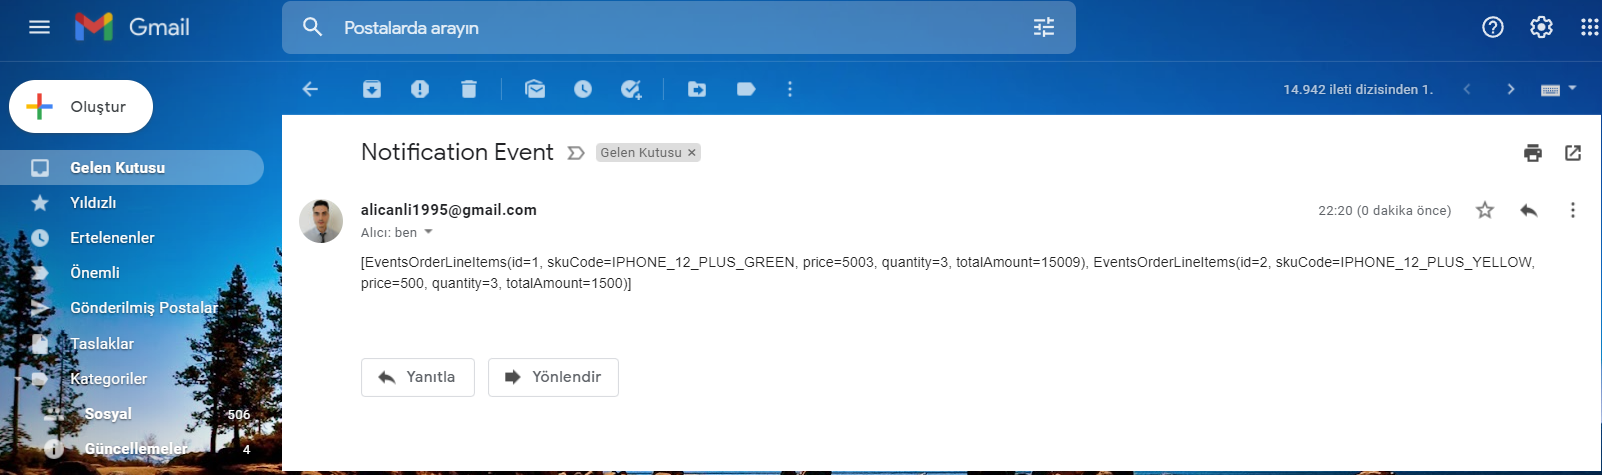 Gmail
Postalarda arayın
Oluştur
14.942 ileti dizisinden 1.
Gelen Kutusu
Yıldızlı
Ertelenenler
Önemli
Gönderilmiş Postalar
Taslaklar
Kategoriler
Sosyal 506
Güncellemeler 4
Notification Event Gelen Kutusu ×
alicanli1995@gmail.com 22:20 (0 dakika önce)
Alıcı: ben
[EventsOrderLineItems(id=1, skuCode=IPHONE_12_PLUS_GREEN, price=5003, quantity=3, totalAmount=15009), EventsOrderLineItems(id=2, skuCode=IPHONE_12_PLUS_YELLOW,
price=500, quantity=3, totalAmount=1500)]
Yanıtla Yönlendir